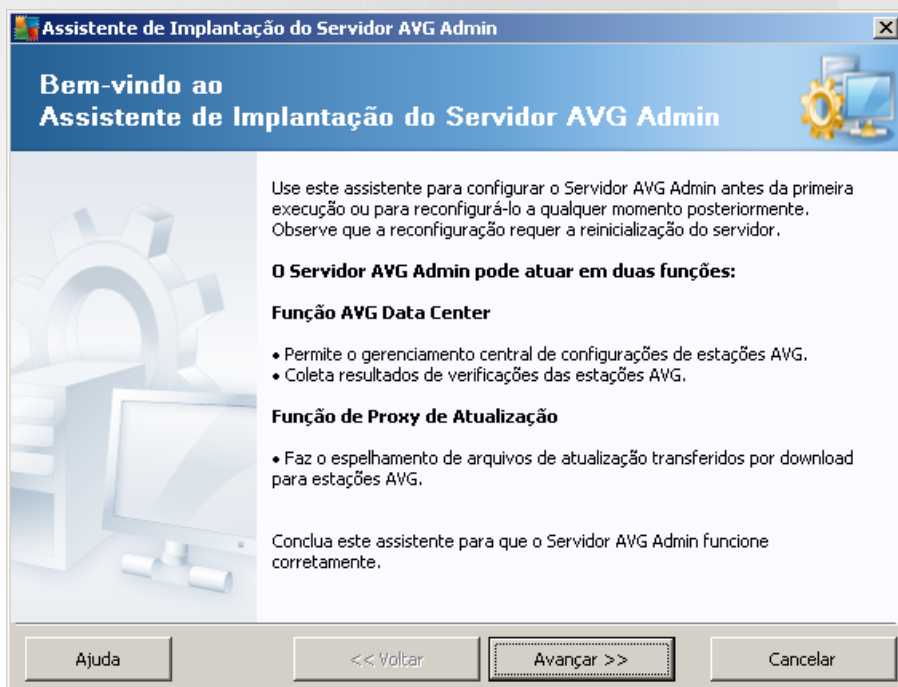 Assistente de Implantação do Servidor AVG Admin
Bem-vindo ao
Assistente de Implantação do Servidor AVG Admin
Use este assistente para configurar o Servidor AVG Admin antes da primeira
execução ou para reconfigurá-lo a qualquer momento posteriormente.
Observe que a reconfiguração requer a reinicialização do servidor.
O Servidor AVG Admin pode atuar em duas funções:
Função AVG Data Center
• Permite o gerenciamento central de configurações de estações AVG.
• Coleta resultados de verificações das estações AVG.
Função de Proxy de Atualização
• Faz o espelhamento de arquivos de atualização transferidos por download
para estações AVG.
Conclua este assistente para que o Servidor AVG Admin funcione
corretamente.
Ajuda
<< Voltar
Avançar >>
Cancelar